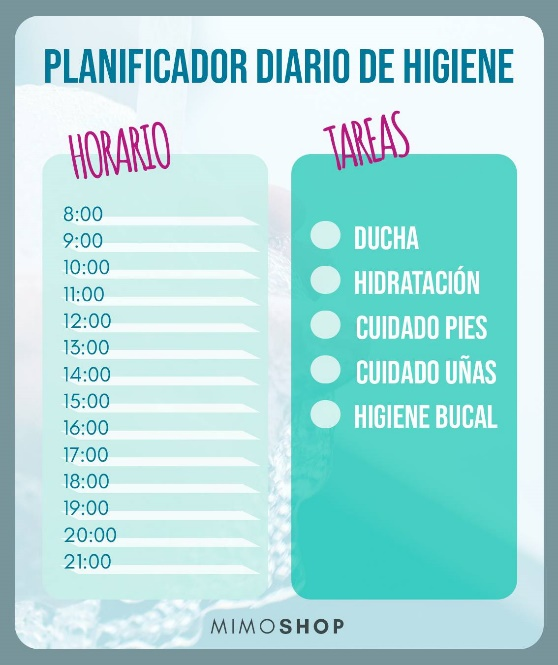 PLANIFICADOR DIARIO DE HIGIENE
HORARIO
8:00
9:00
10:00
11:00
12:00
13:00
14:00
15:00
16:00
17:00
18:00
19:00
20:00
21:00
TAREAS
DUCHA
HIDRATACIÓN
CUIDADO PIES
CUIDADO UÑAS
HIGIENE BUCAL
MIMOSHOP